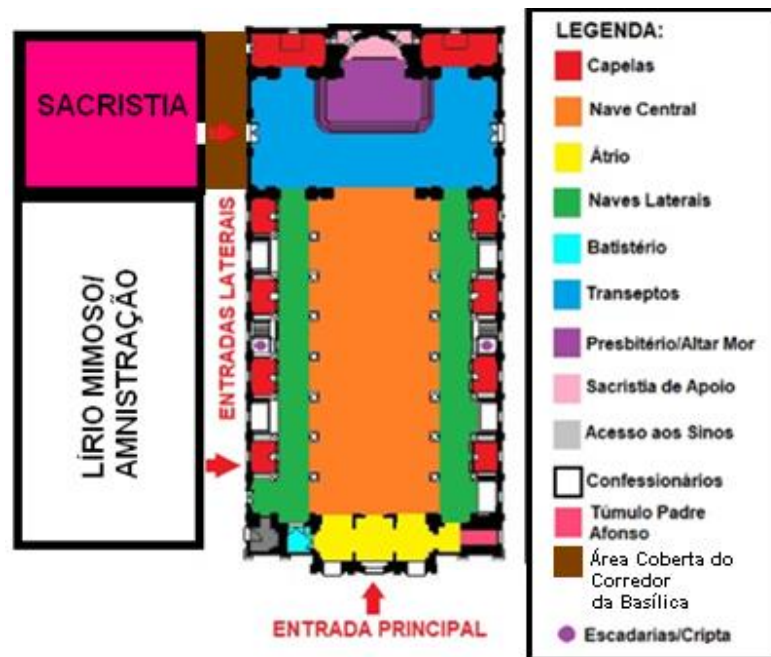 SACRISTIA
LÍRIO MIMOSO/
AMNISTRAÇÃO
ENTRADAS LATERAIS
ENTRADA PRINCIPAL
LEGENDA:
Capelas
Nave Central
Átrio
Naves Laterais
Batistério
Transeptos
Presbitério/Altar Mor
Sacristia de Apoio
Acesso aos Sinos
Confessionários
Túmulo Padre
Afonso
Área Coberta do
Corredor
da Basílica
Escadarias/Cripta